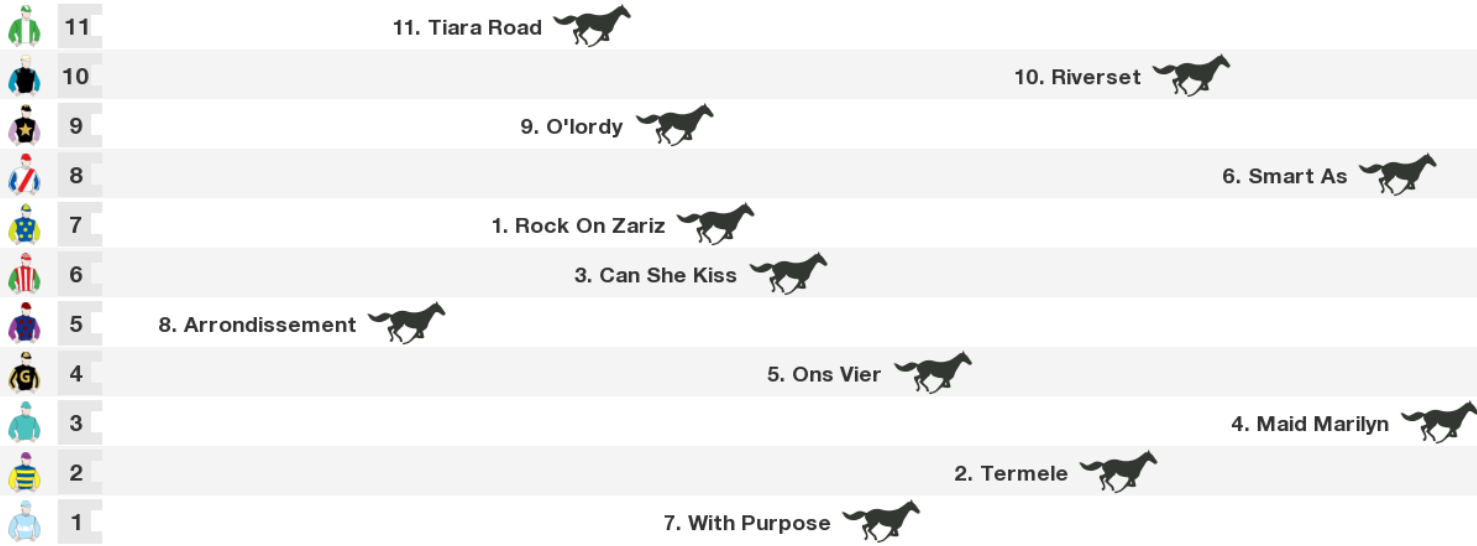 11 11. Tiara Road
10 10. Riverset
9 9. O'lordy
8 6. Smart As
7 1. Rock On Zariz
6 3. Can She Kiss
5 8. Arrondissement
G 4 5. Ons Vier
3 4. Maid Marilyn
2 2. Termele
1 7. With Purpose